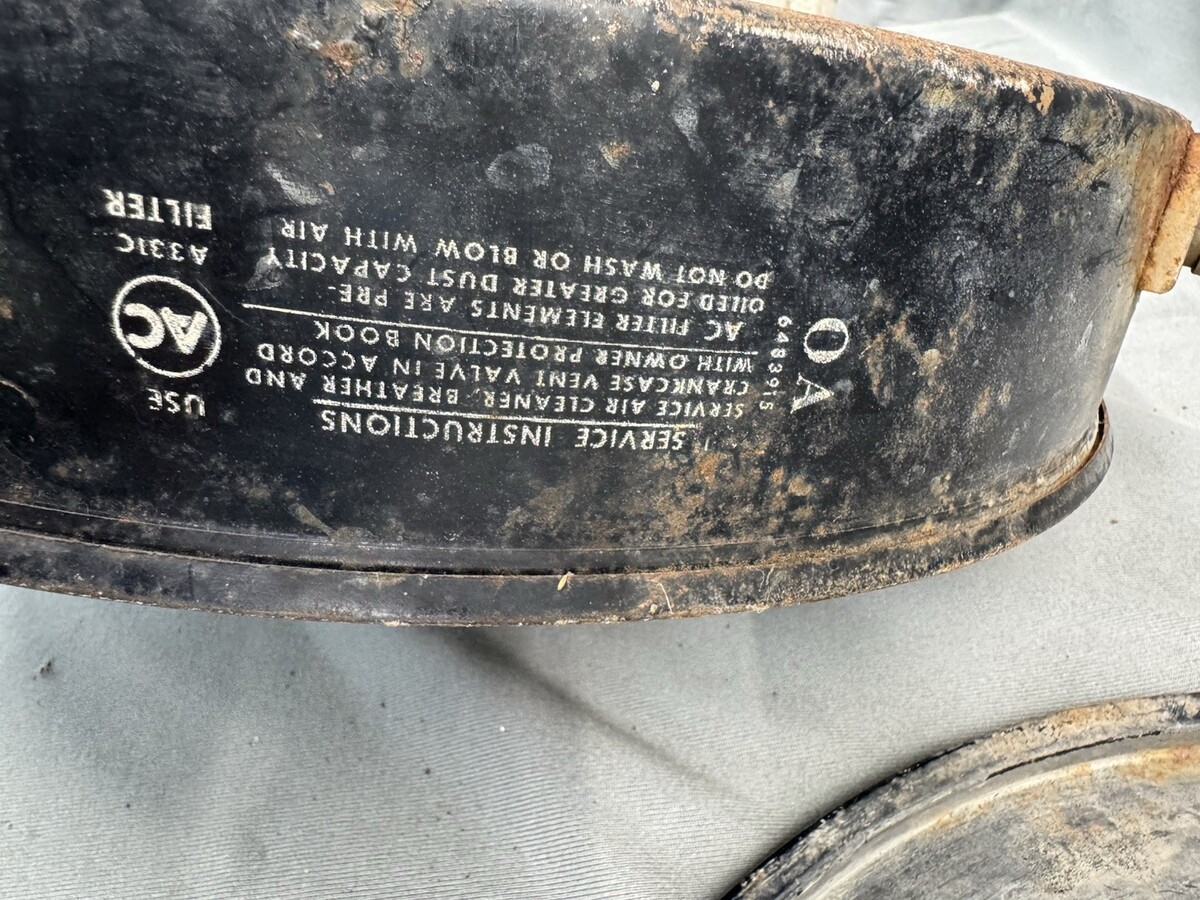 OA
6483915
SERVICE INSTRUCTIONS
SERVICE AIR CLEANER, BREATHER AND
CRANKCASE VENT VALVE IN ACCORD
WITH OWNER PROTECTION BOOK
AC FILTER ELEMENTS ARE PRE-
OILED FOR GREATER DUST CAPACITY
DO NOT WASH OR BLOW WITH AIR
USE
AC
A331C
FILTER